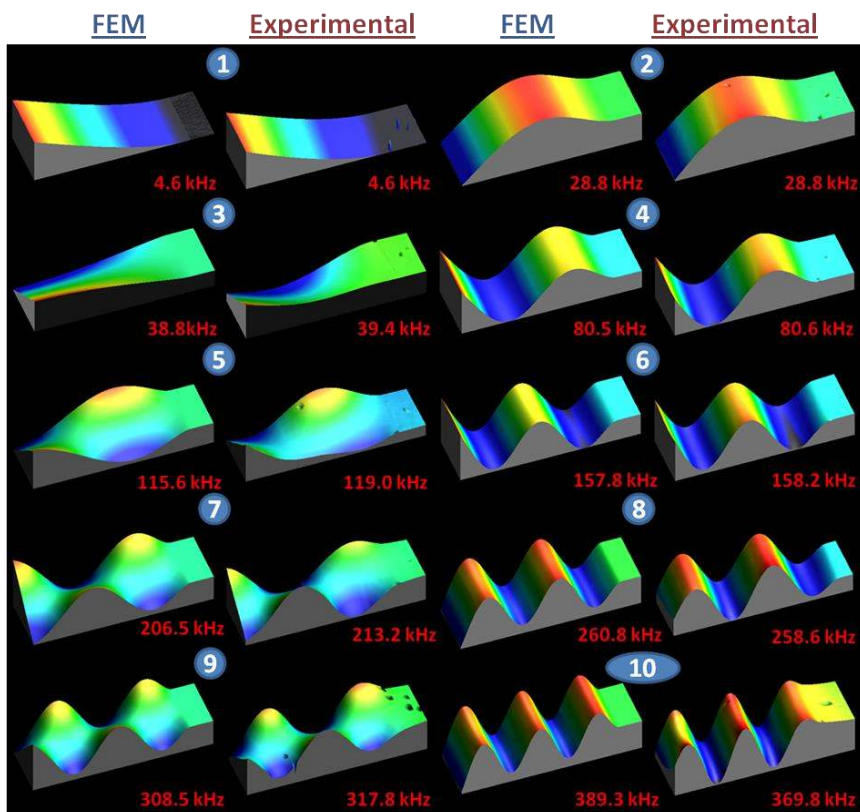 FEM Experimental FEM Experimental
1 2
4.6 kHz 4.6 kHz 28.8 kHz 28.8 kHz
3 4
38.8kHz 39.4 kHz 80.5 kHz 80.6 kHz
5 6
115.6 kHz 119.0 kHz 157.8 kHz 158.2 kHz
7 8
206.5 kHz 213.2 kHz 260.8 kHz 258.6 kHz
9 10
308.5 kHz 317.8 kHz 389.3 kHz 369.8 kHz